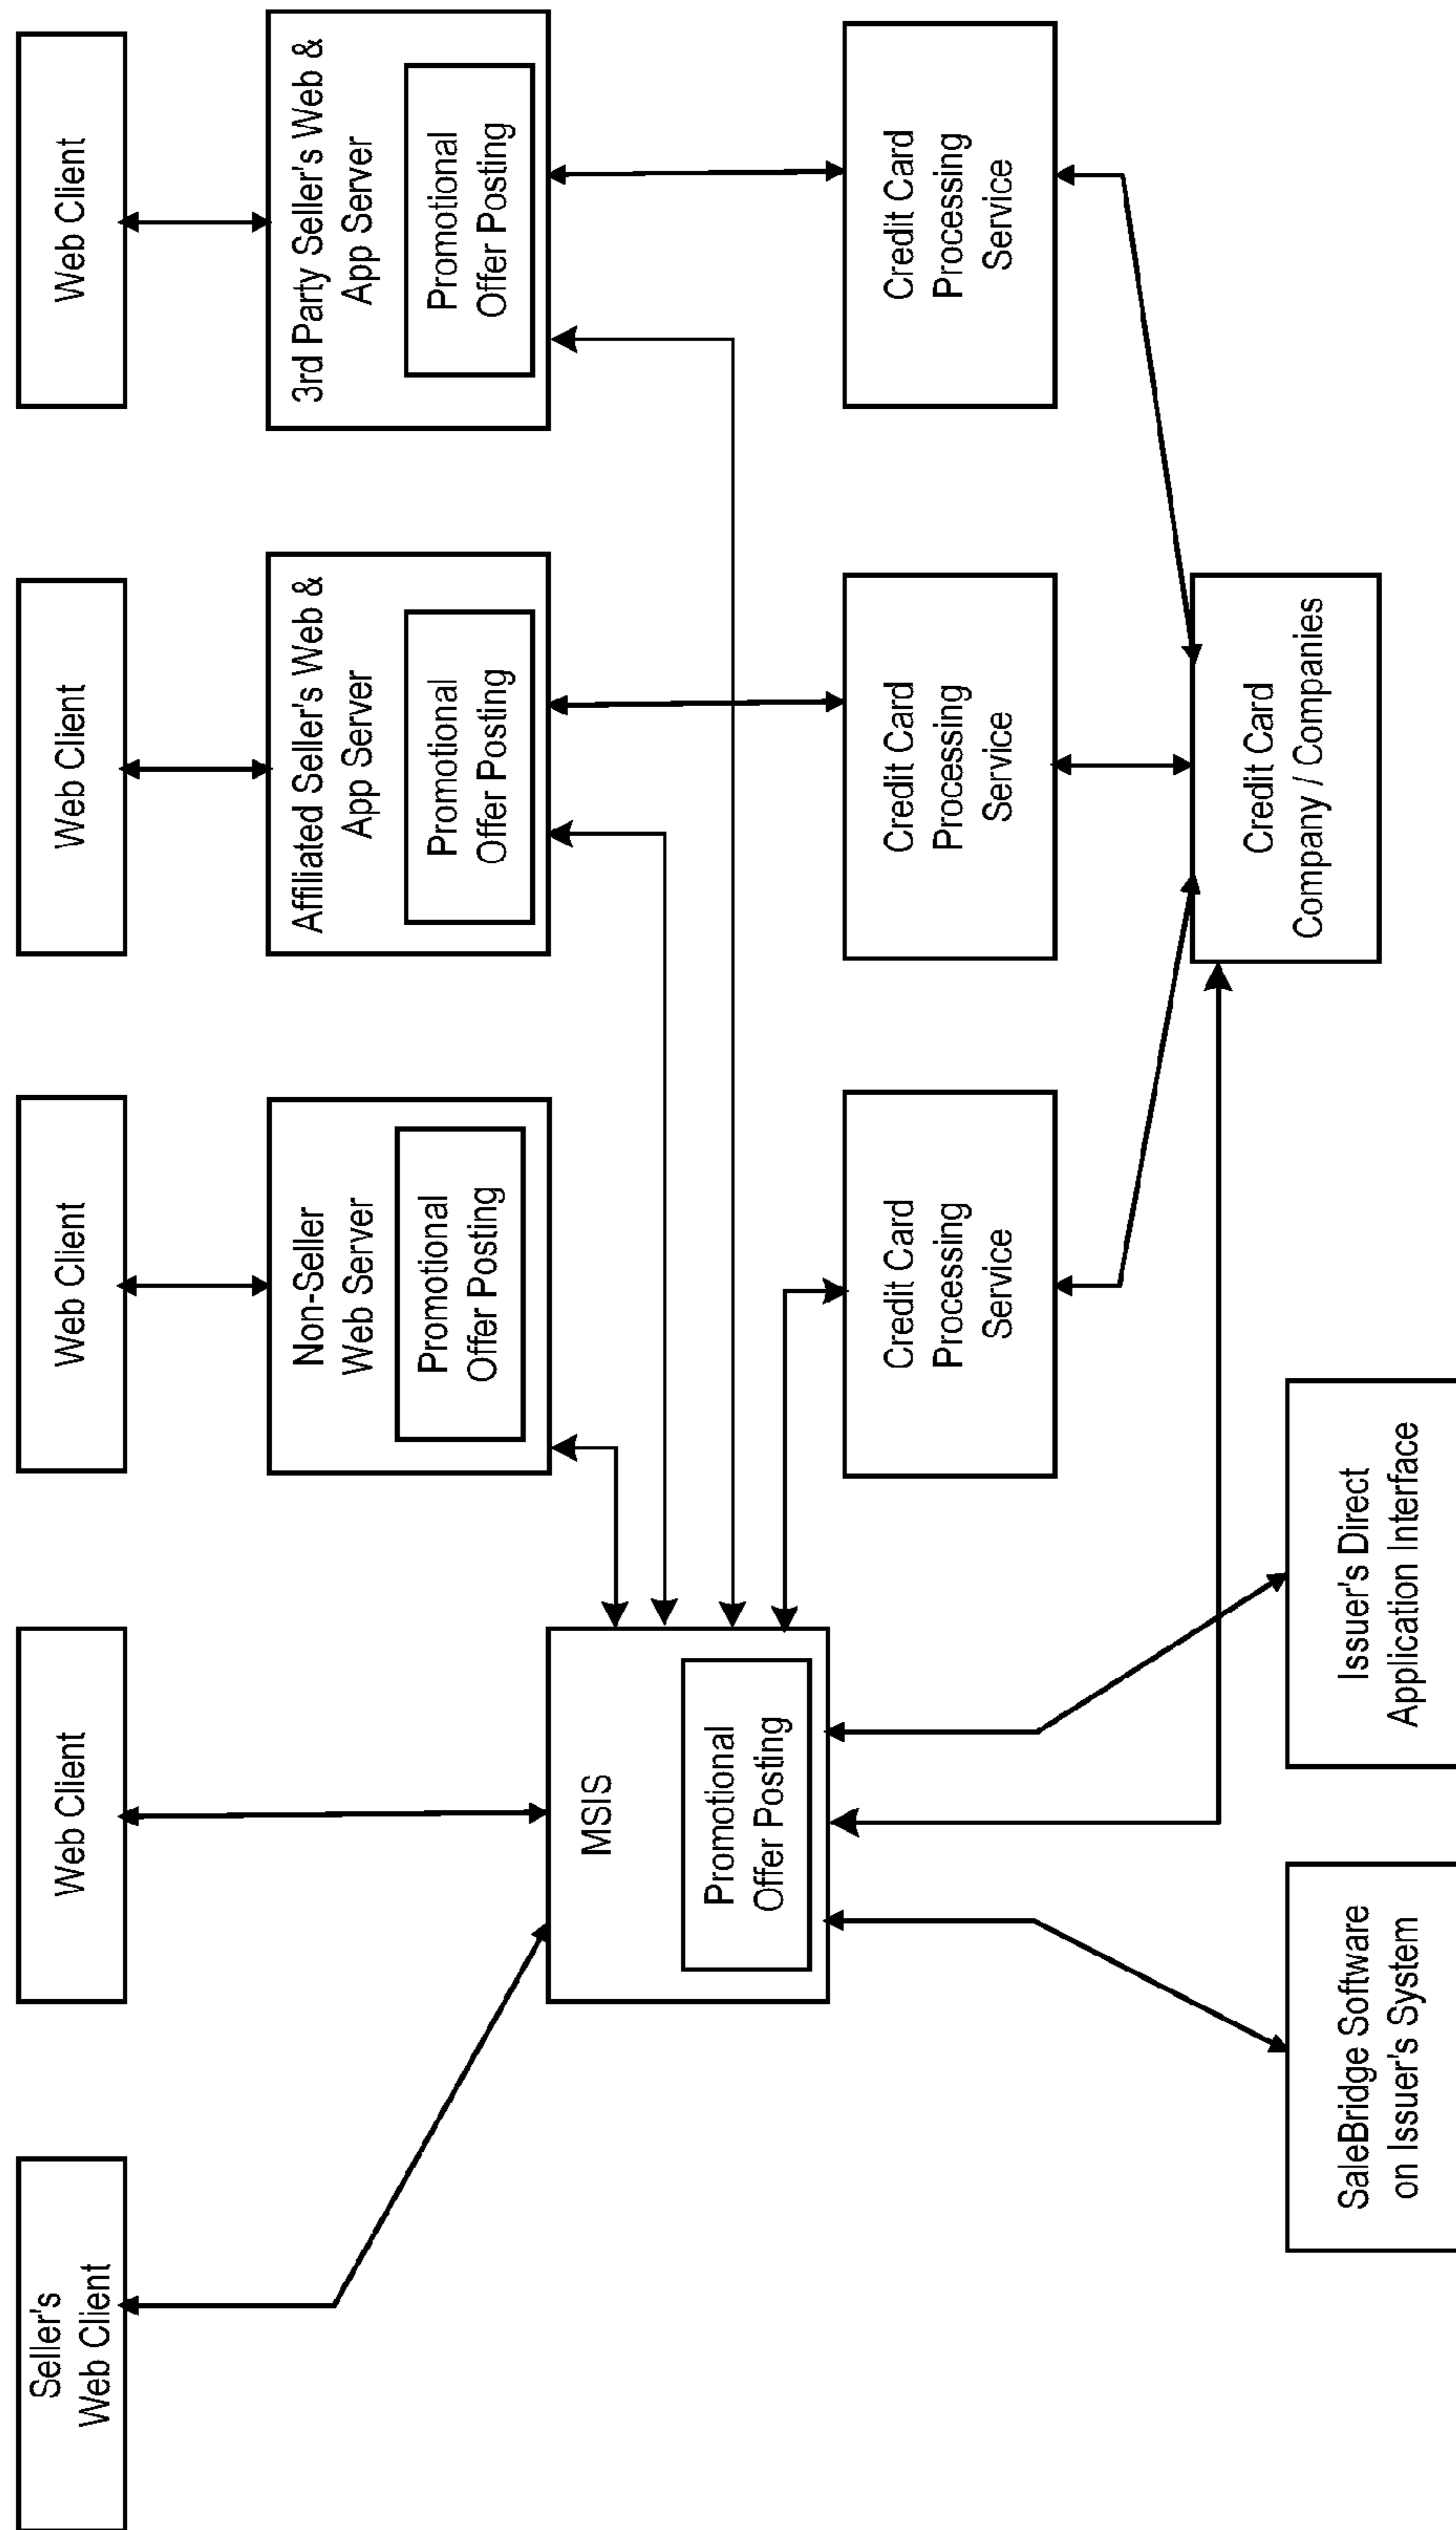 Seller's
Web Client
Web Client
Web Client
Web Client
Web Client
MSIS
Promotional
Offer Posting
Non-Seller
Web Server
Promotional
Offer Posting
Affiliated Seller's Web &
App Server
Promotional
Offer Posting
3rd Party Seller's Web &
App Server
Promotional
Offer Posting
Credit Card
Processing
Service
Credit Card
Processing
Service
Credit Card
Processing
Service
SaleBridge Software
on Issuer's System
Issuer's Direct
Application Interface
Credit Card
Company / Companies